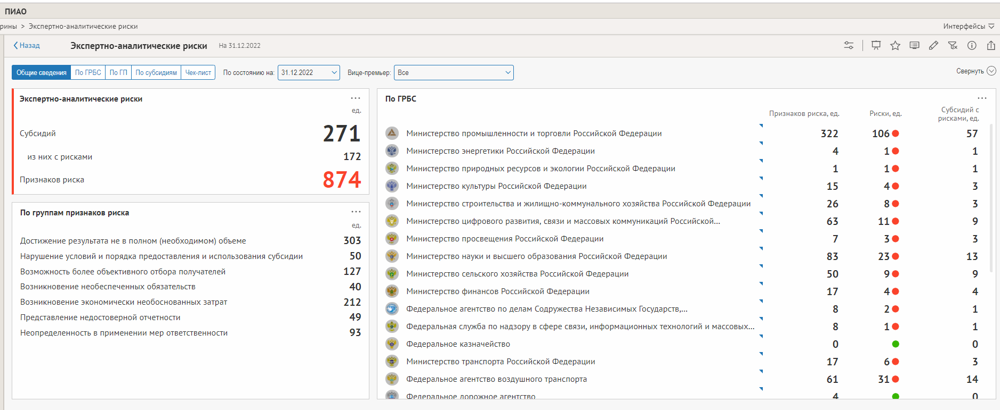 ПИАО
рины > Экспертно-аналитические риски
Интерфейсы
Назад
Экспертно-аналитические риски
На 31.12.2022
Общие сведения
По ГРБС
По ГП
По субсидиям
Чек-лист
По состоянию на:
31.12.2022
Вице-премьер:
Все
Свернуть
Экспертно-аналитические риски
ед.
Субсидий 271
из них с рисками 172
Признаков риска 874
По группам признаков риска
ед.
Достижение результата не в полном (необходимом) объеме 303
Нарушение условий и порядка предоставления и использования субсидии 50
Возможность более объективного отбора получателей 127
Возникновение необеспеченных обязательств 40
Возникновение экономически необоснованных затрат 212
Представление недостоверной отчетности 49
Неопределенность в применении мер ответственности 93
По ГРБС
Признаков риска, ед.
Риски, ед.
Субсидий с
рисками, ед.
Министерство промышленности и торговли Российской Федерации 322 106 57
Министерство энергетики Российской Федерации 4 1 1
Министерство природных ресурсов и экологии Российской Федерации 1 1 1
Министерство культуры Российской Федерации 15 4 3
Министерство строительства и жилищно-коммунального хозяйства Российской Федерации 26 8 3
Министерство цифрового развития, связи и массовых коммуникаций Российской... 63 11 9
Министерство просвещения Российской Федерации 7 3 3
Министерство науки и высшего образования Российской Федерации 83 23 13
Министерство сельского хозяйства Российской Федерации 50 9 9
Министерство финансов Российской Федерации 17 4 4
Федеральное агентство по делам Содружества Независимых Государств,... 8 2 1
Федеральная служба по надзору в сфере связи, информационных технологий и массовых... 8 1 1
Федеральное казначейство 0 0
Министерство транспорта Российской Федерации 17 6 3
Федеральное агентство воздушного транспорта 61 31 14
Федеральное дорожное агентство 4 0